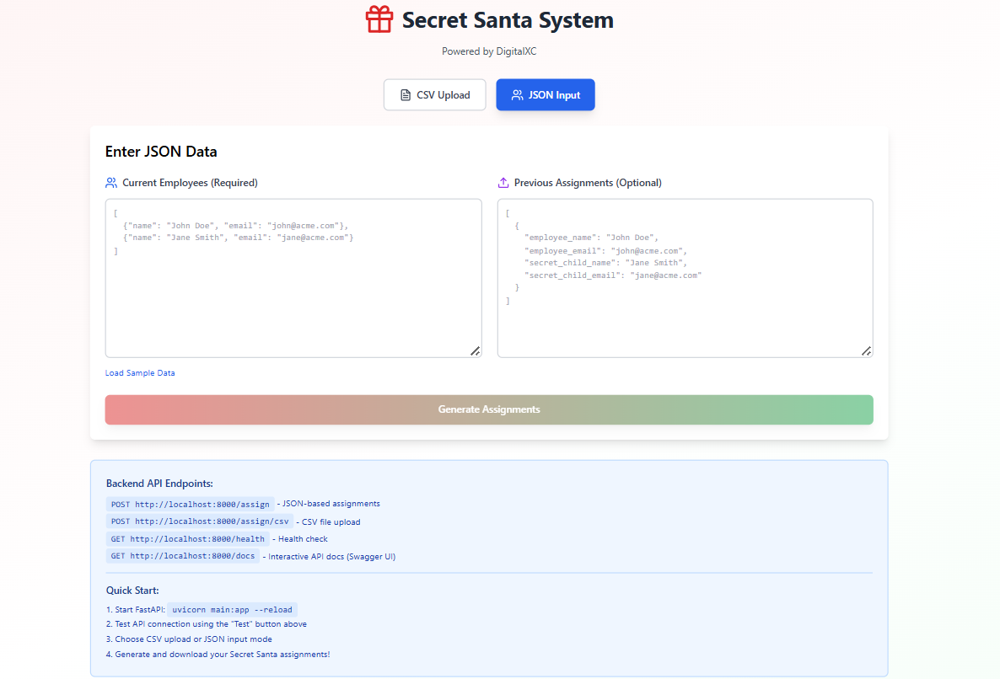 Secret Santa System
Powered by DigitalXC
CSV Upload
JSON Input
Enter JSON Data
Current Employees (Required)
[
{"name": "John Doe", "email": "john@acme.com"},
{"name": "Jane Smith", "email": "jane@acme.com"}
]
Load Sample Data
Previous Assignments (Optional)
[
{
"employee_name": "John Doe",
"employee_email": "john@acme.com",
"secret_child_name": "Jane Smith",
"secret_child_email": "jane@acme.com"
}
]
Generate Assignments
Backend API Endpoints:
POST http://localhost:8000/assign - JSON-based assignments
POST http://localhost:8000/assign/csv - CSV file upload
GET http://localhost:8000/health - Health check
GET http://localhost:8000/docs - Interactive API docs (Swagger UI)
Quick Start:
1. Start FastAPI: uvicorn main:app --reload
2. Test API connection using the "Test" button above
3. Choose CSV upload or JSON input mode
4. Generate and download your Secret Santa assignments!